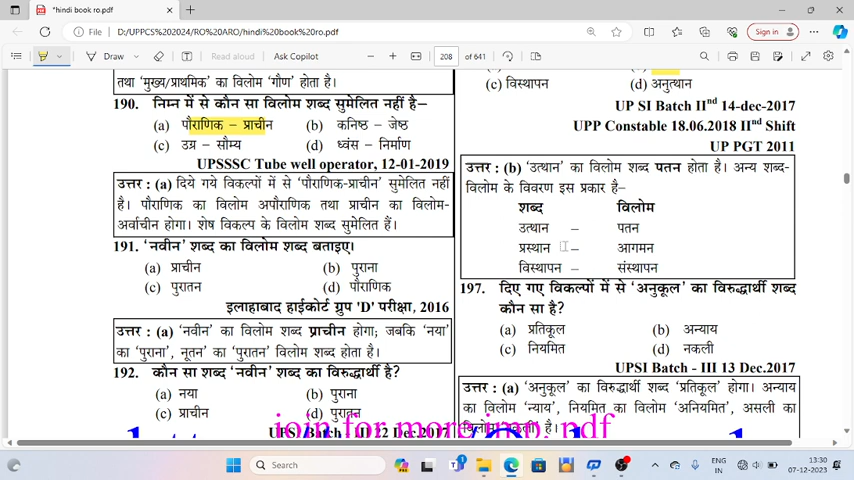 *hindi book ro.pdf
File
D:/UPPCS%202024/RO%20ARO/hindi%20book%20ro.pdf
Sign in
Draw
Read aloud
Ask Copilot
208
of 641
तथा 'मुख्य/प्राथमिक' का विलोम 'गौण' होता है।
190. निम्न में से कौन सा विलोम शब्द सुमेलित नहीं है–
(a) पौराणिक – प्राचीन (b) कनिष्ठ – जेष्ठ
(c) उग्र – सौम्य (d) ध्वंस – निर्माण
UPSSSC Tube well operator, 12-01-2019
उत्तर : (a) दिये गये विकल्पों में से 'पौराणिक-प्राचीन' सुमेलित नहीं
है। पौराणिक का विलोम अपौराणिक तथा प्राचीन का विलोम-
अर्वाचीन होगा। शेष विकल्प के विलोम शब्द सुमेलित हैं।
191. 'नवीन' शब्द का विलोम शब्द बताइए।
(a) प्राचीन (b) पुराना
(c) पुरातन (d) पौराणिक
इलाहाबाद हाईकोर्ट ग्रुप 'D' परीक्षा, 2016
उत्तर : (a) 'नवीन' का विलोम शब्द प्राचीन होगा; जबकि 'नया'
का 'पुराना', नूतन' का 'पुरातन' विलोम शब्द होता है।
192. कौन सा शब्द 'नवीन' शब्द का विरुद्धार्थी है?
(a) नया (b) पुराना
(c) प्राचीन (d) पुरातन
(c) विस्थापन (d) अनुत्थान
UP SI Batch IInd 14-dec-2017
UPP Constable 18.06.2018 IInd Shift
UP PGT 2011
उत्तर : (b) 'उत्थान' का विलोम शब्द पतन होता है। अन्य शब्द-
विलोम के विवरण इस प्रकार है–
शब्द विलोम
उत्थान – पतन
प्रस्थान – आगमन
विस्थापन – संस्थापन
197. दिए गए विकल्पों में से 'अनुकूल' का विरुद्धार्थी शब्द
कौन सा है?
(a) प्रतिकूल (b) अन्याय
(c) नियमित (d) नकली
UPSI Batch - III 13 Dec.2017
उत्तर : (a) 'अनुकूल' का विरुद्धार्थी शब्द 'प्रतिकूल' होगा। अन्याय
का विलोम 'न्याय', नियमित का विलोम 'अनियमित', असली का
join for more imp. pdf
Search
ENG
IN
13:30
07-12-2023